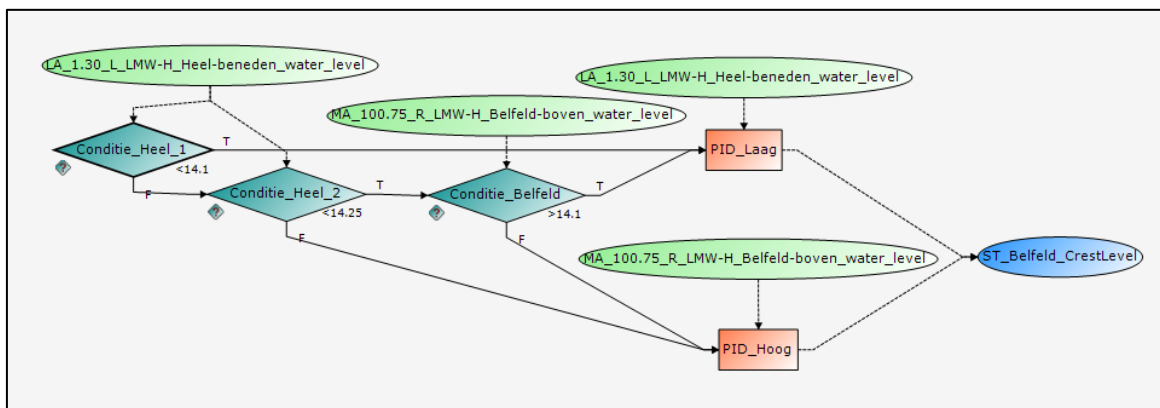 LA_1.30_L_LMW-H_Heel-beneden_water_level
LA_1.30_L_LMW-H_Heel-beneden_water_level
MA_100.75_R_LMW-H_Belfeld-boven_water_level
Conditie_Heel_1
T
<14.1
PID_Laag
F
Conditie_Heel_2
T
<14.25
Conditie_Belfeld
T
>14.1
F
F
MA_100.75_R_LMW-H_Belfeld-boven_water_level
ST_Belfeld_CrestLevel
PID_Hoog
?
?
?